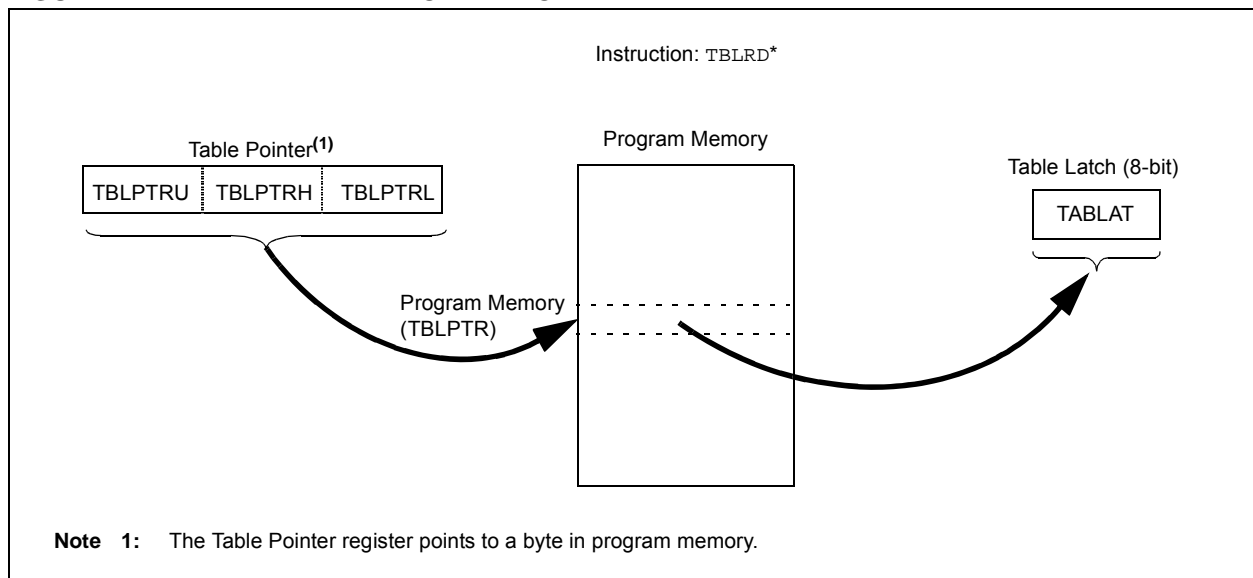 Instruction: TBLRD*
Table Pointer(1)
TBLPTRU TBLPTRH TBLPTRL
Program Memory
Table Latch (8-bit)
TABLAT
Program Memory
(TBLPTR)
Note 1: The Table Pointer register points to a byte in program memory.